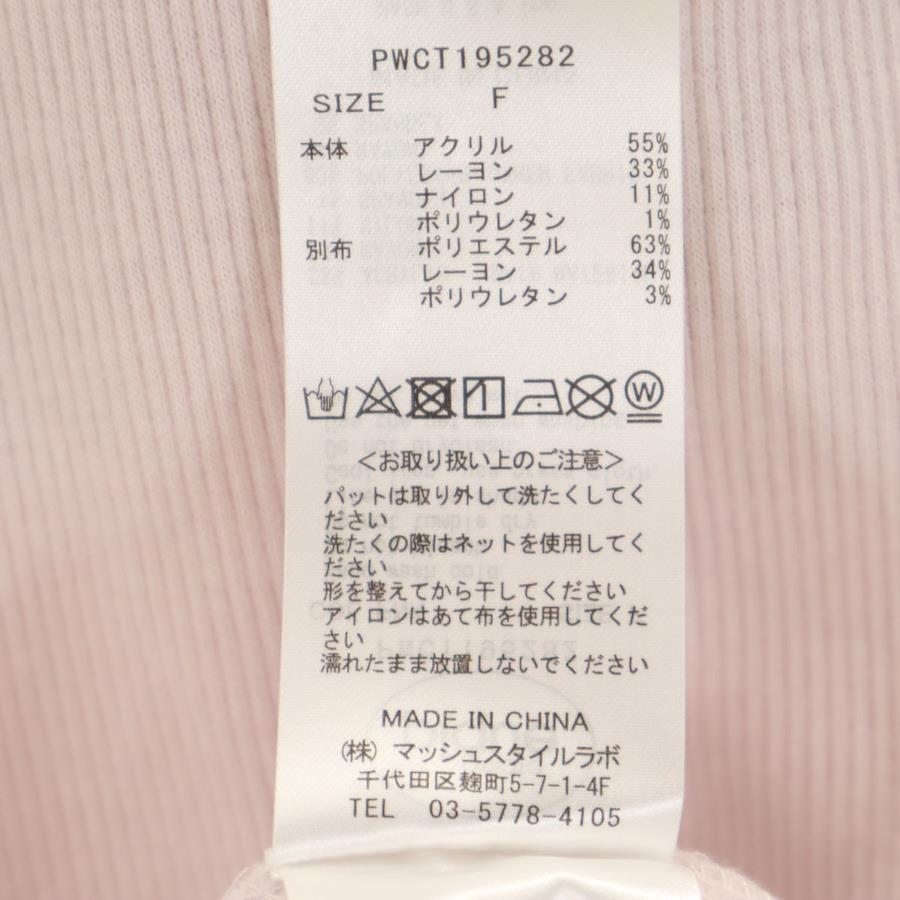 PWCT195282
SIZE F
本体 アクリル 55%
レーヨン 33%
ナイロン 11%
ポリウレタン 1%
別布 ポリエステル 63%
レーヨン 34%
ポリウレタン 3%
W
<お取り扱い上のご注意>
パットは取り外して洗たくしてく
ださい
洗たくの際はネットを使用してく
ださい
形を整えてから干してください
アイロンはあて布を使用してくだ
さい
濡れたまま放置しないでください
MADE IN CHINA
(株) マッシュスタイルラボ
千代田区麹町5-7-1-4F
TEL 03-5778-4105